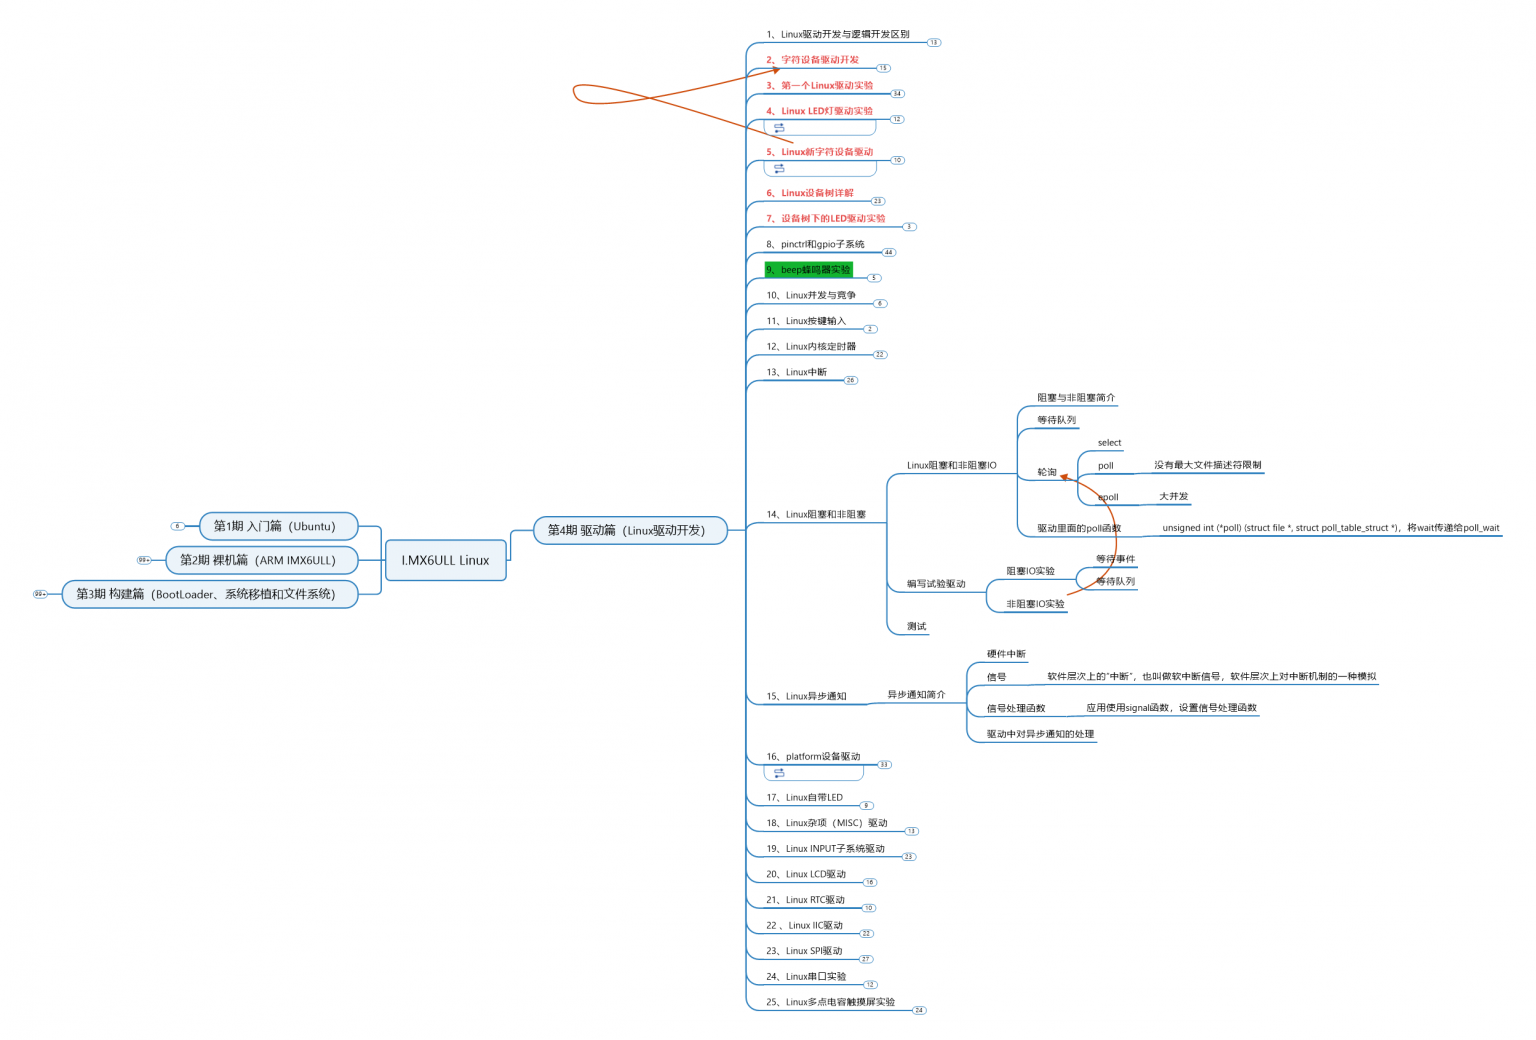 I.MX6ULL Linux
第1期 入门篇（Ubuntu）
6
第2期 裸机篇（ARM IMX6ULL）
99+
第3期 构建篇（BootLoader、系统移植和文件系统）
99+
第4期 驱动篇（Linux驱动开发）
1、Linux驱动开发与逻辑开发区别
13
2、字符设备驱动开发
15
3、第一个Linux驱动实验
34
4、Linux LED灯驱动实验
12
5、Linux新字符设备驱动
10
6、Linux设备树详解
23
7、设备树下的LED驱动实验
3
8、pinctrl和gpio子系统
44
9、beep蜂鸣器实验
5
10、Linux并发与竞争
6
11、Linux按键输入
2
12、Linux内核定时器
22
13、Linux中断
26
14、Linux阻塞和非阻塞
Linux阻塞和非阻塞IO
阻塞与非阻塞简介
等待队列
轮询
select
poll
没有最大文件描述符限制
epoll
大并发
驱动里面的poll函数
unsigned int (*poll) (struct file *, struct poll_table_struct *)，将wait传递给poll_wait
编写试验驱动
阻塞IO实验
等待事件
等待队列
非阻塞IO实验
测试
15、Linux异步通知
异步通知简介
硬件中断
信号
软件层次上的“中断”，也叫做软中断信号，软件层次上对中断机制的一种模拟
信号处理函数
应用使用signal函数，设置信号处理函数
驱动中对异步通知的处理
16、platform设备驱动
33
17、Linux自带LED
9
18、Linux杂项（MISC）驱动
13
19、Linux INPUT子系统驱动
23
20、Linux LCD驱动
16
21、Linux RTC驱动
10
22 、Linux IIC驱动
22
23、Linux SPI驱动
27
24、Linux串口实验
12
25、Linux多点电容触摸屏实验
24